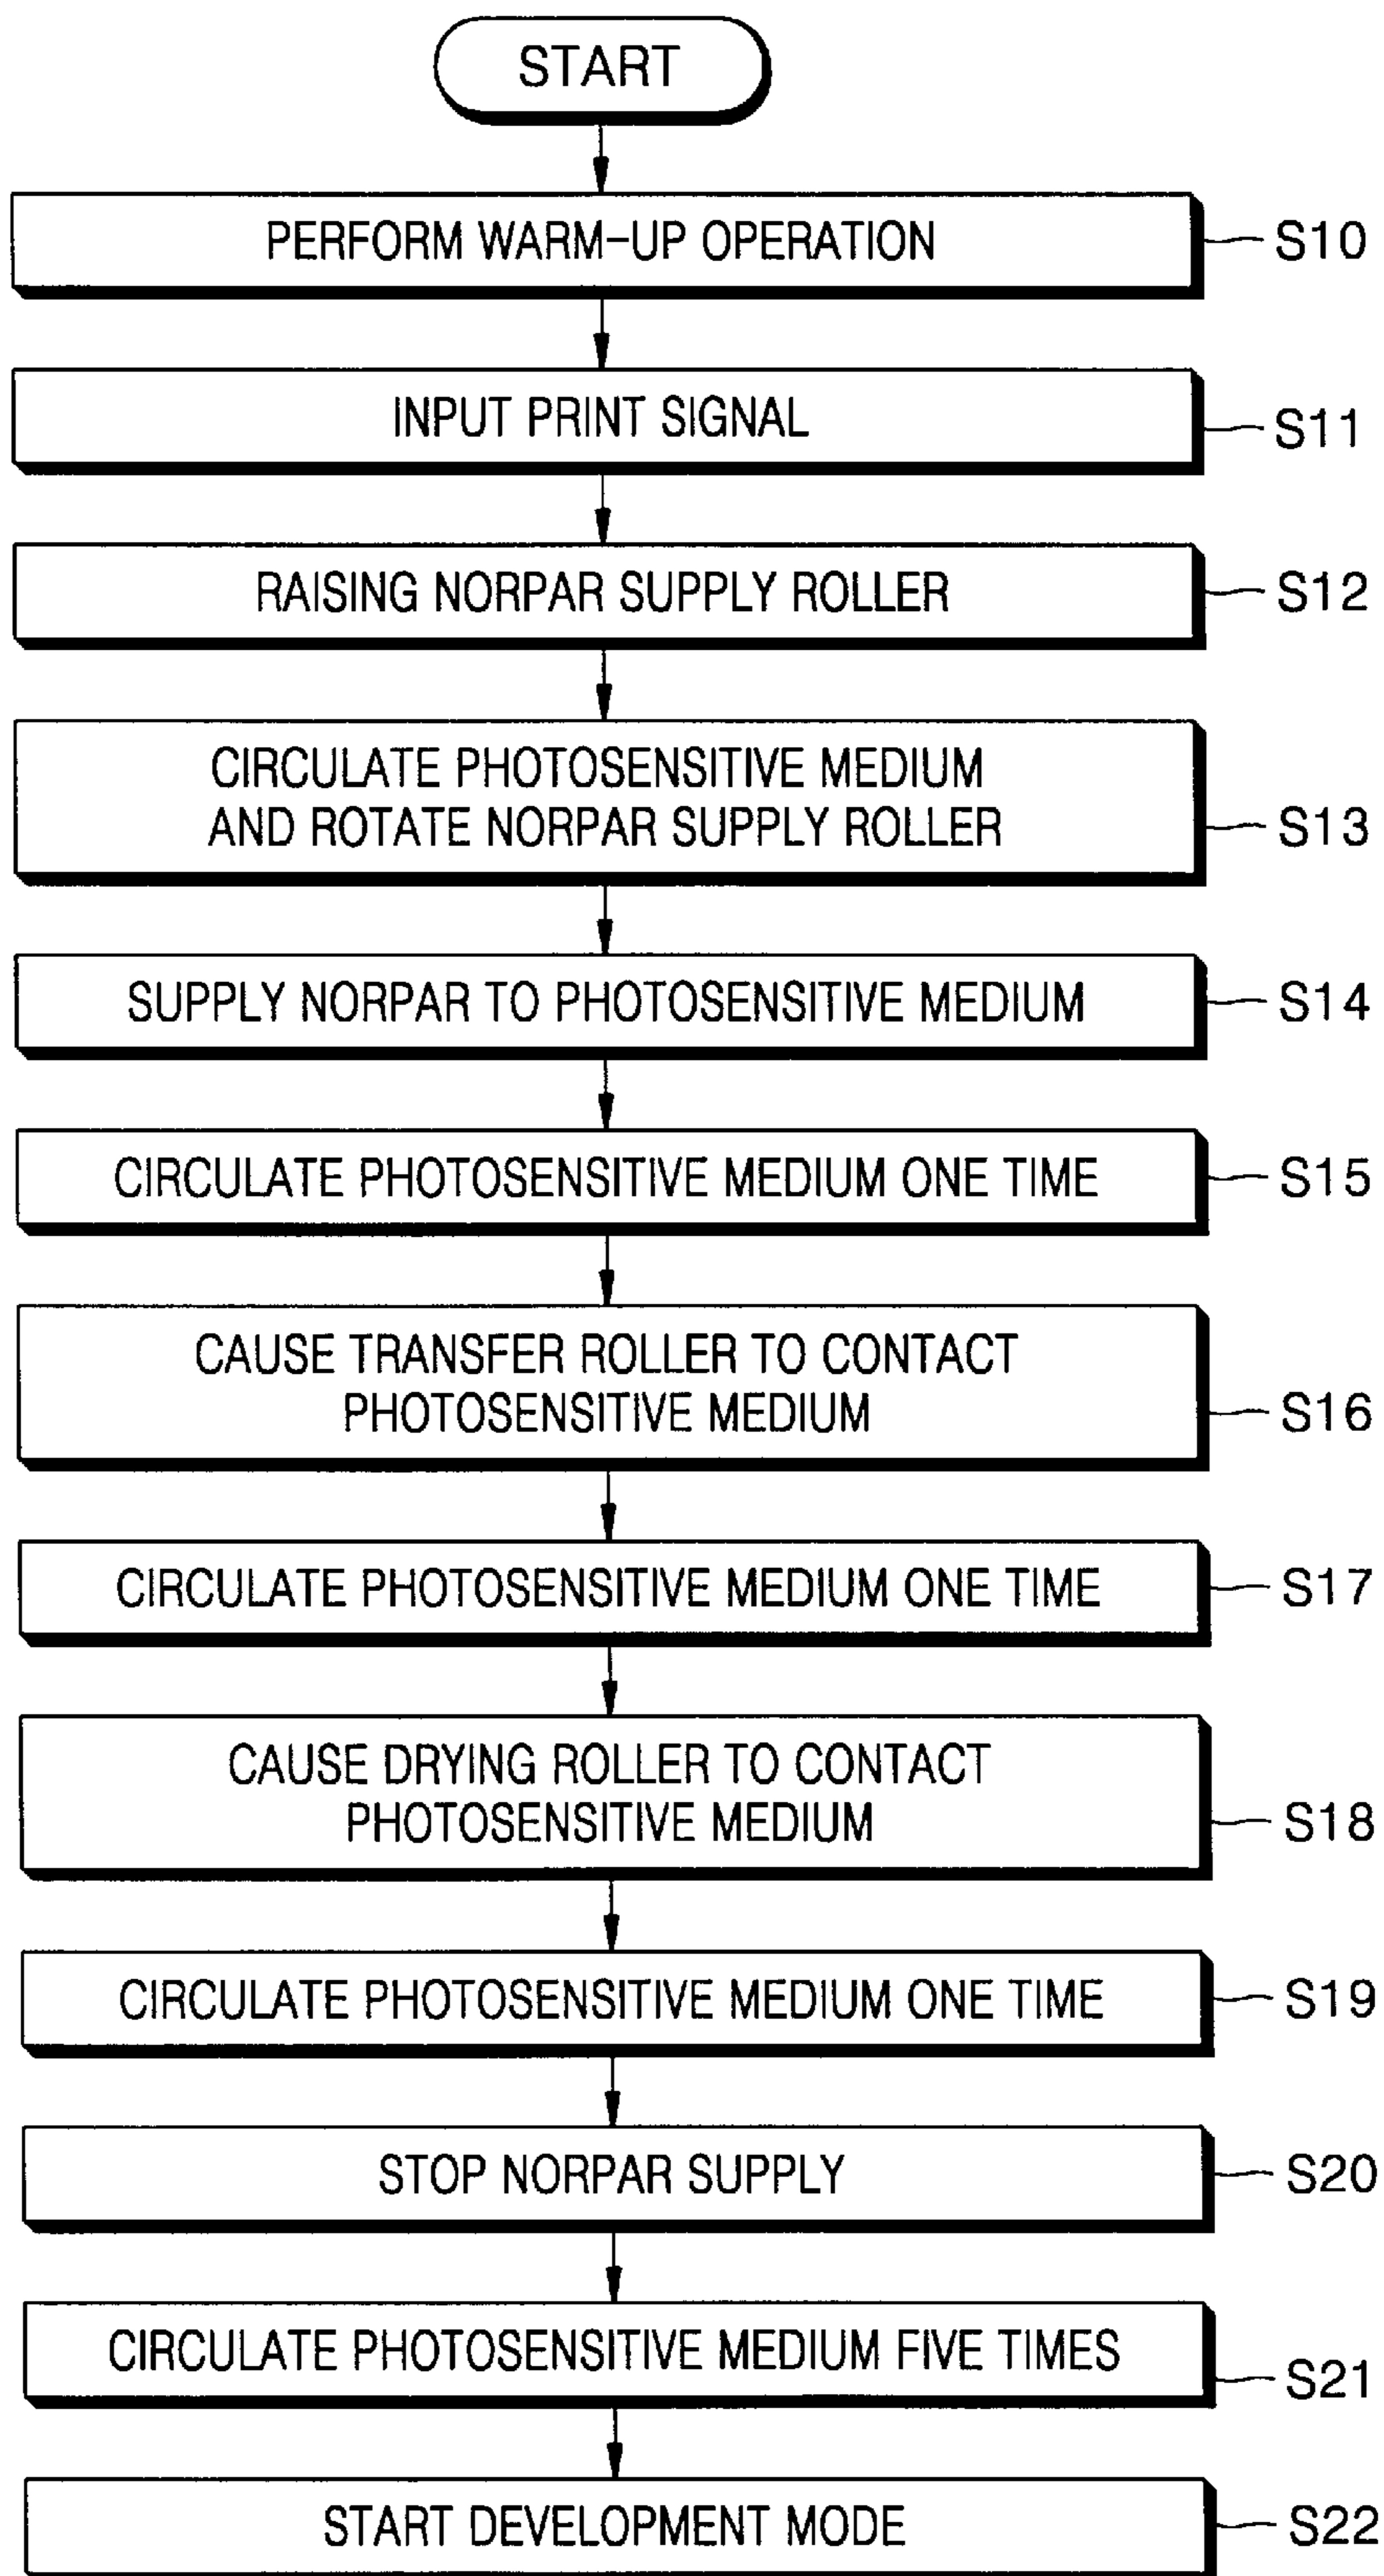 START
PERFORM WARM-UP OPERATION
S10
INPUT PRINT SIGNAL
S11
RAISING NORPAR SUPPLY ROLLER
S12
CIRCULATE PHOTOSENSITIVE MEDIUM
AND ROTATE NORPAR SUPPLY ROLLER
S13
SUPPLY NORPAR TO PHOTOSENSITIVE MEDIUM
S14
CIRCULATE PHOTOSENSITIVE MEDIUM ONE TIME
S15
CAUSE TRANSFER ROLLER TO CONTACT
PHOTOSENSITIVE MEDIUM
S16
CIRCULATE PHOTOSENSITIVE MEDIUM ONE TIME
S17
CAUSE DRYING ROLLER TO CONTACT
PHOTOSENSITIVE MEDIUM
S18
CIRCULATE PHOTOSENSITIVE MEDIUM ONE TIME
S19
STOP NORPAR SUPPLY
S20
CIRCULATE PHOTOSENSITIVE MEDIUM FIVE TIMES
S21
START DEVELOPMENT MODE
S22